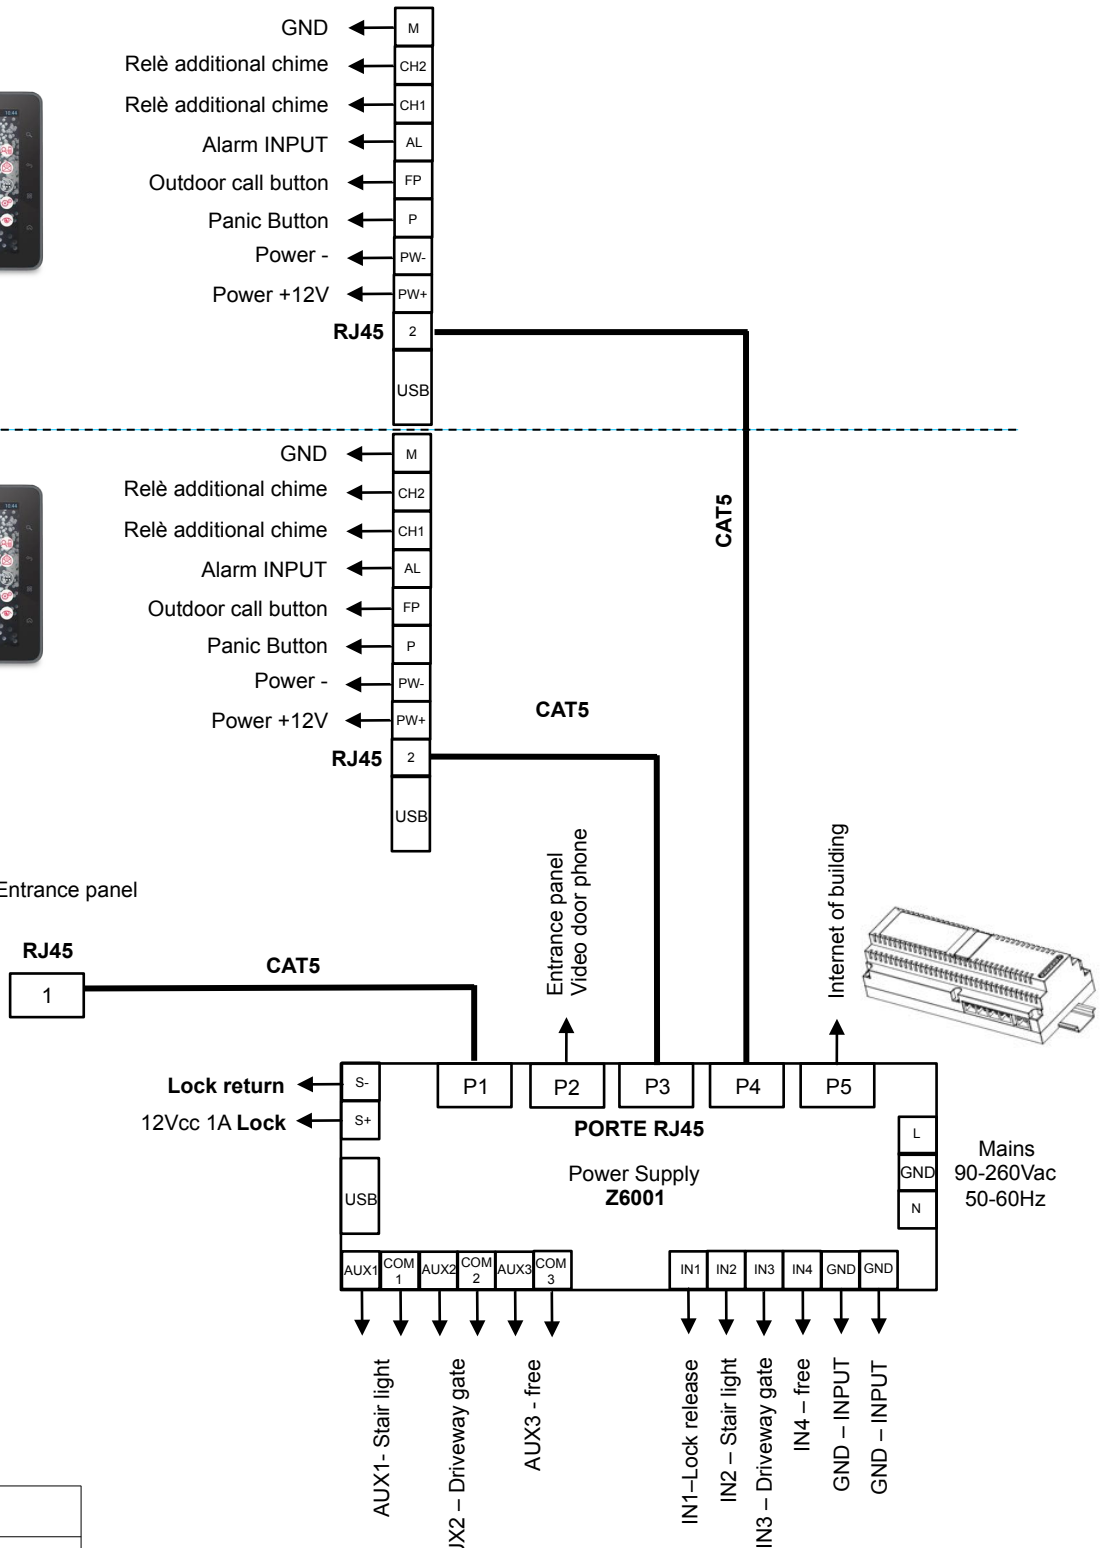 GND M
Relè additional chime CH2
Relè additional chime CH1
Alarm INPUT AL
Outdoor call button FP
Panic Button P
Power - PW-
Power +12V PW+
RJ45 2
USB
10:44
GND M
Relè additional chime CH2
Relè additional chime CH1
Alarm INPUT AL
Outdoor call button FP
Panic Button P
Power - PW-
Power +12V PW+
RJ45 2
USB
10:44
CAT5
CAT5
Entrance panel
RJ45
1
CAT5
Entrance panel
Video door phone
Internet of building
Lock return S-
12Vcc 1A Lock S+
USB
P1 P2 P3 P4 P5
PORTE RJ45
Power Supply
Z6001
L
GND
N
Mains
90-260Vac
50-60Hz
AUX1 COM 1 AUX2 COM 2 AUX3 COM 3
IN1 IN2 IN3 IN4 GND GND
AUX1- Stair light
UX2 – Driveway gate
AUX3 - free
IN1–Lock release
IN2 – Stair light
IN3 – Driveway gate
IN4 – free
GND – INPUT
GND – INPUT